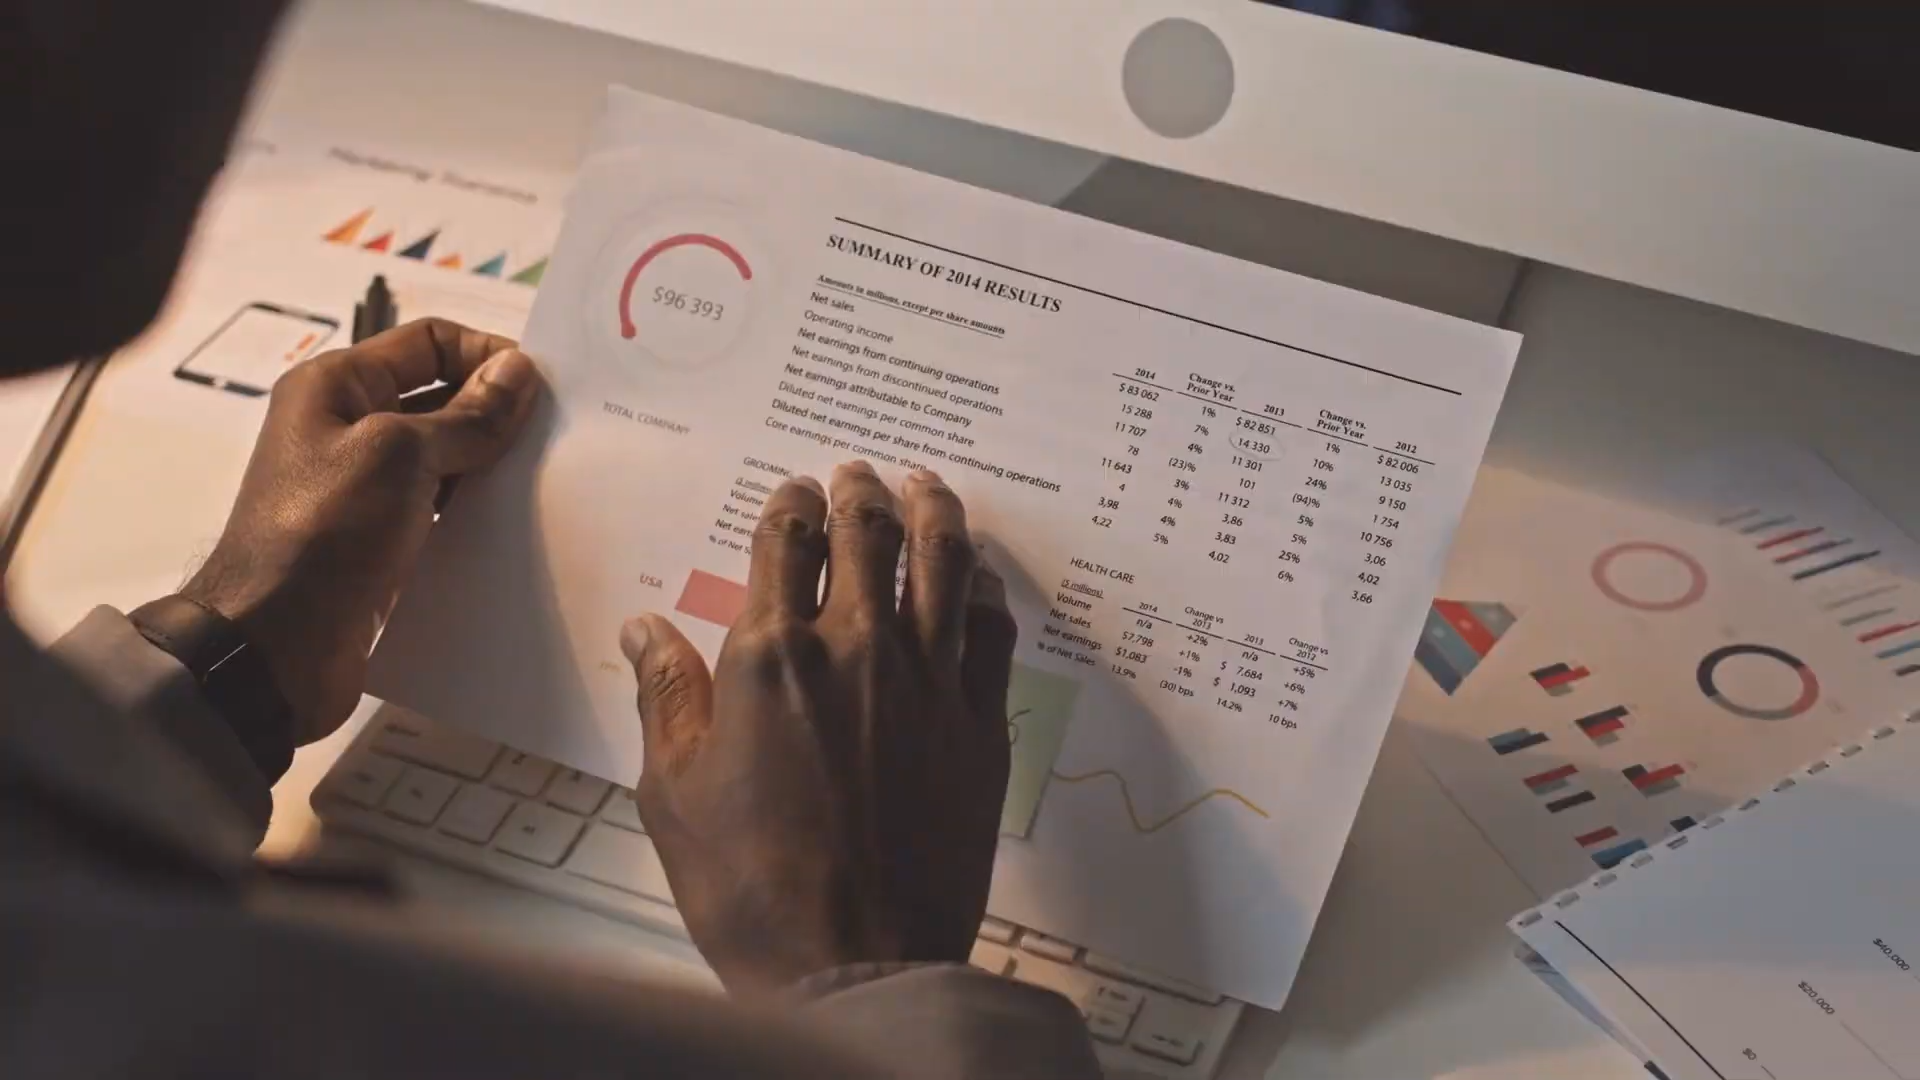 $96 393
TOTAL COMPANY
SUMMARY OF 2014 RESULTS
Amounts in millions, except per share amounts
Net sales
Operating income
Net earnings from continuing operations
Net earnings from discontinued operations
Net earnings attributable to Company
Diluted net earnings per common share
Diluted net earnings per share from continuing operations
Core earnings per common share
2014 Change vs. Prior Year 2013 Change vs. Prior Year 2012
$ 83 062 1% $ 82 851 1% $ 82 006
15 288 7% 14 330 10% 13 035
11 707 4% 11 301 24% 9 150
78 (23)% 101 (94)% 1 754
11 643 3% 11 312 5% 10 756
4 4% 3,86 5% 3,06
3,98 4% 3,83 25% 4,02
4,22 5% 4,02 6% 3,66
GROOMING
Volume
USA
HEALTH CARE
($ millions) 2014 Change vs 2013 2013 Change vs 2012
Volume n/a +2% n/a +5%
Net sales $7,798 +1% $ 7,684 +6%
Net earnings $1,083 -1% $ 1,093 +7%
% of Net Sales 13.9% (30) bps 14.2% 10 bps
$40,000
$20,000
$0